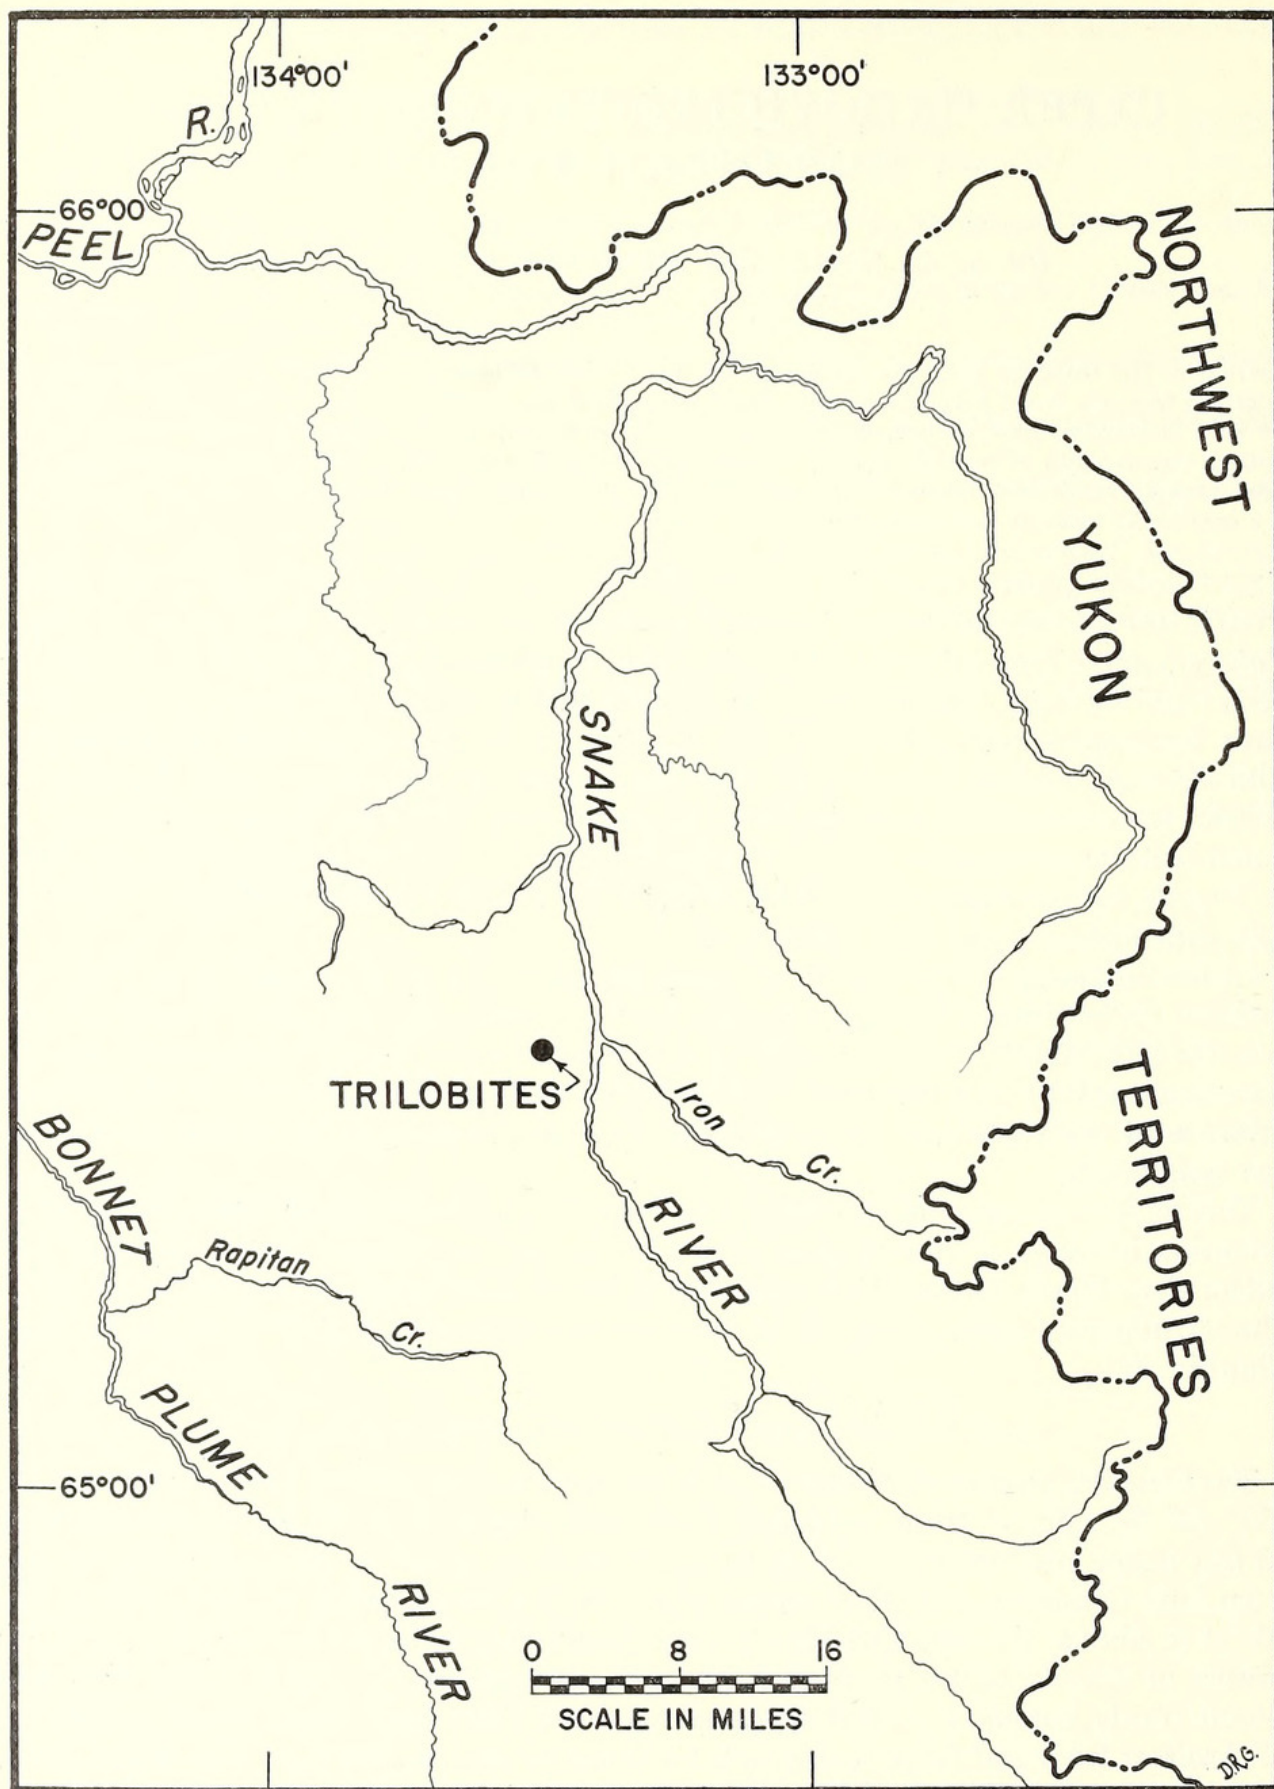 134°00'
133°00'
R.
66°00
PEEL
NORTHWEST
YUKON
SNAKE
TRILOBITES
Iron
Cr.
BONNET
RIVER
TERRITORIES
Rapitan
Cr.
PLUME
65°00'
RIVER
0 8 16
SCALE IN MILES
D.R.G.